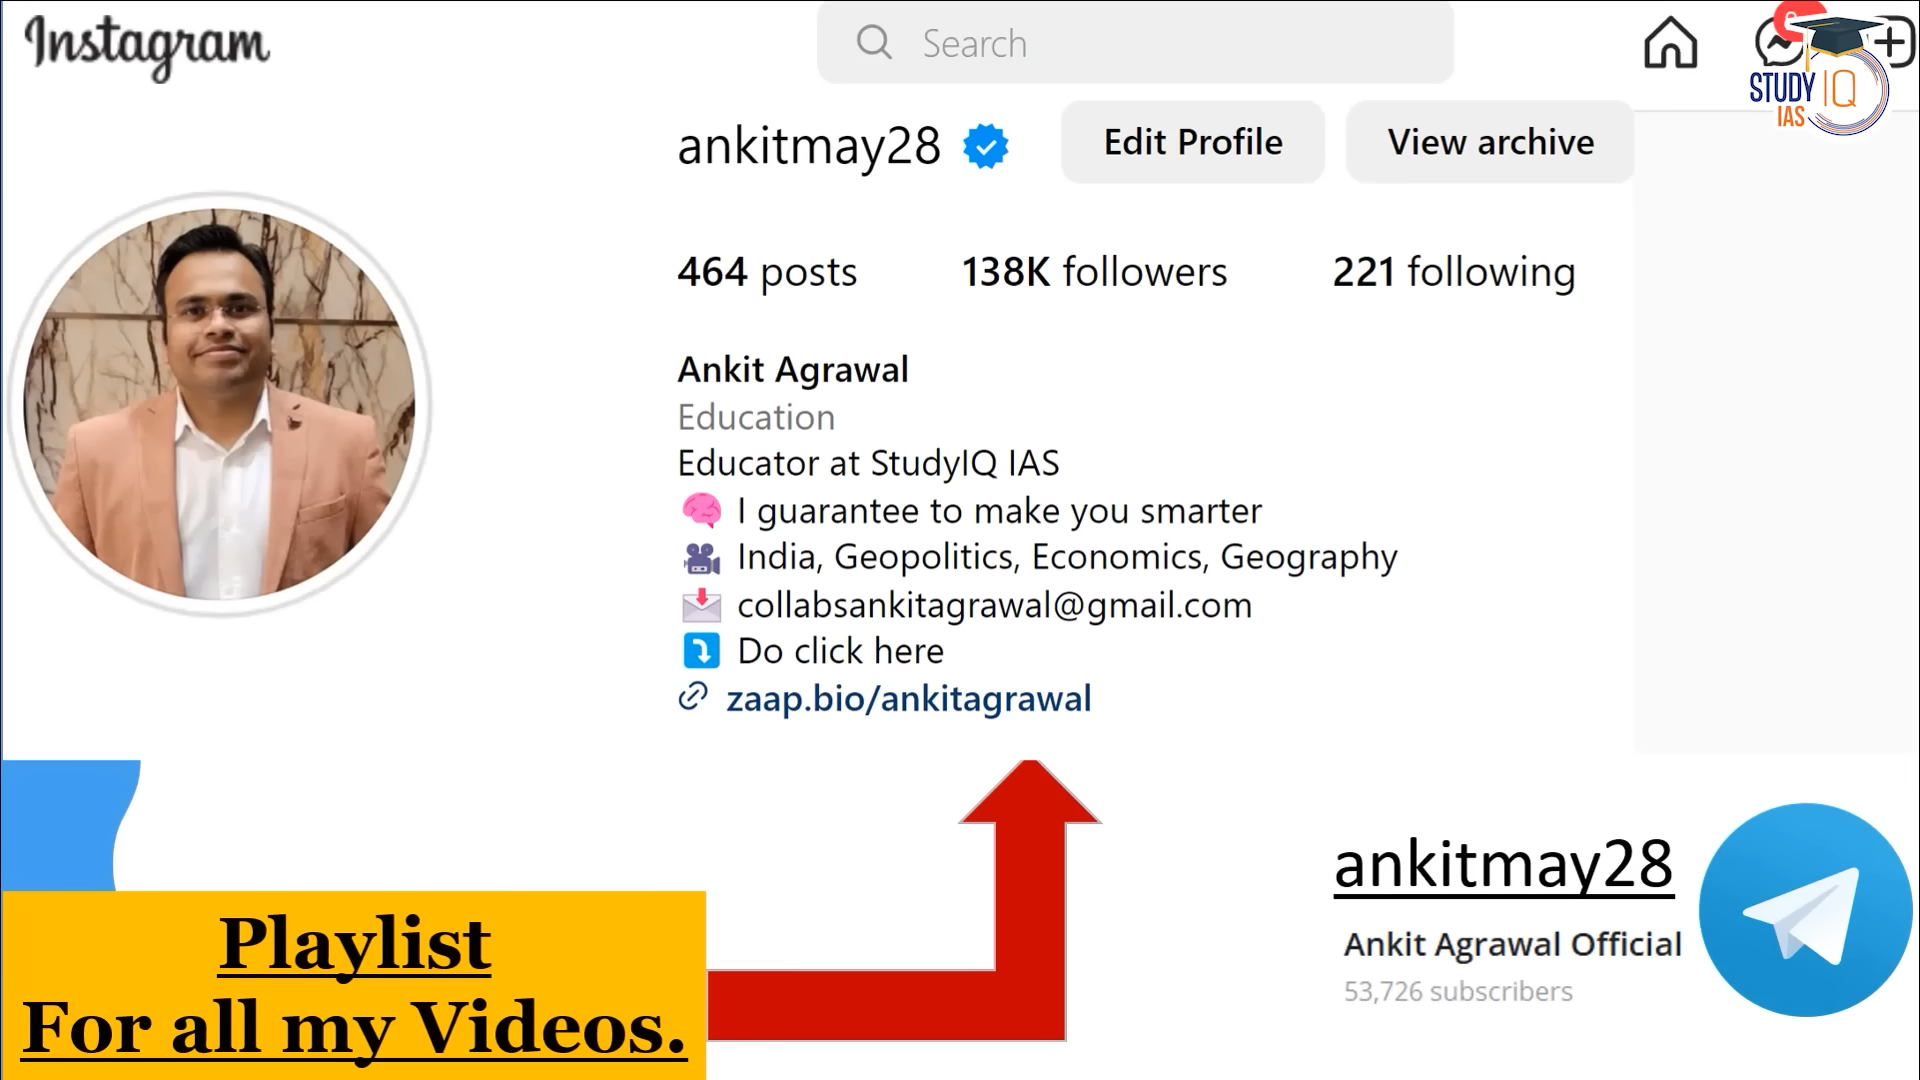 Instagram
Search
STUDY IQ
IAS
ankitmay28
Edit Profile
View archive
464 posts
138K followers
221 following
Ankit Agrawal
Education
Educator at StudyIQ IAS
I guarantee to make you smarter
India, Geopolitics, Economics, Geography
collabsankitagrawal@gmail.com
Do click here
zaap.bio/ankitagrawal
ankitmay28
Ankit Agrawal Official
53,726 subscribers
Playlist
For all my Videos.